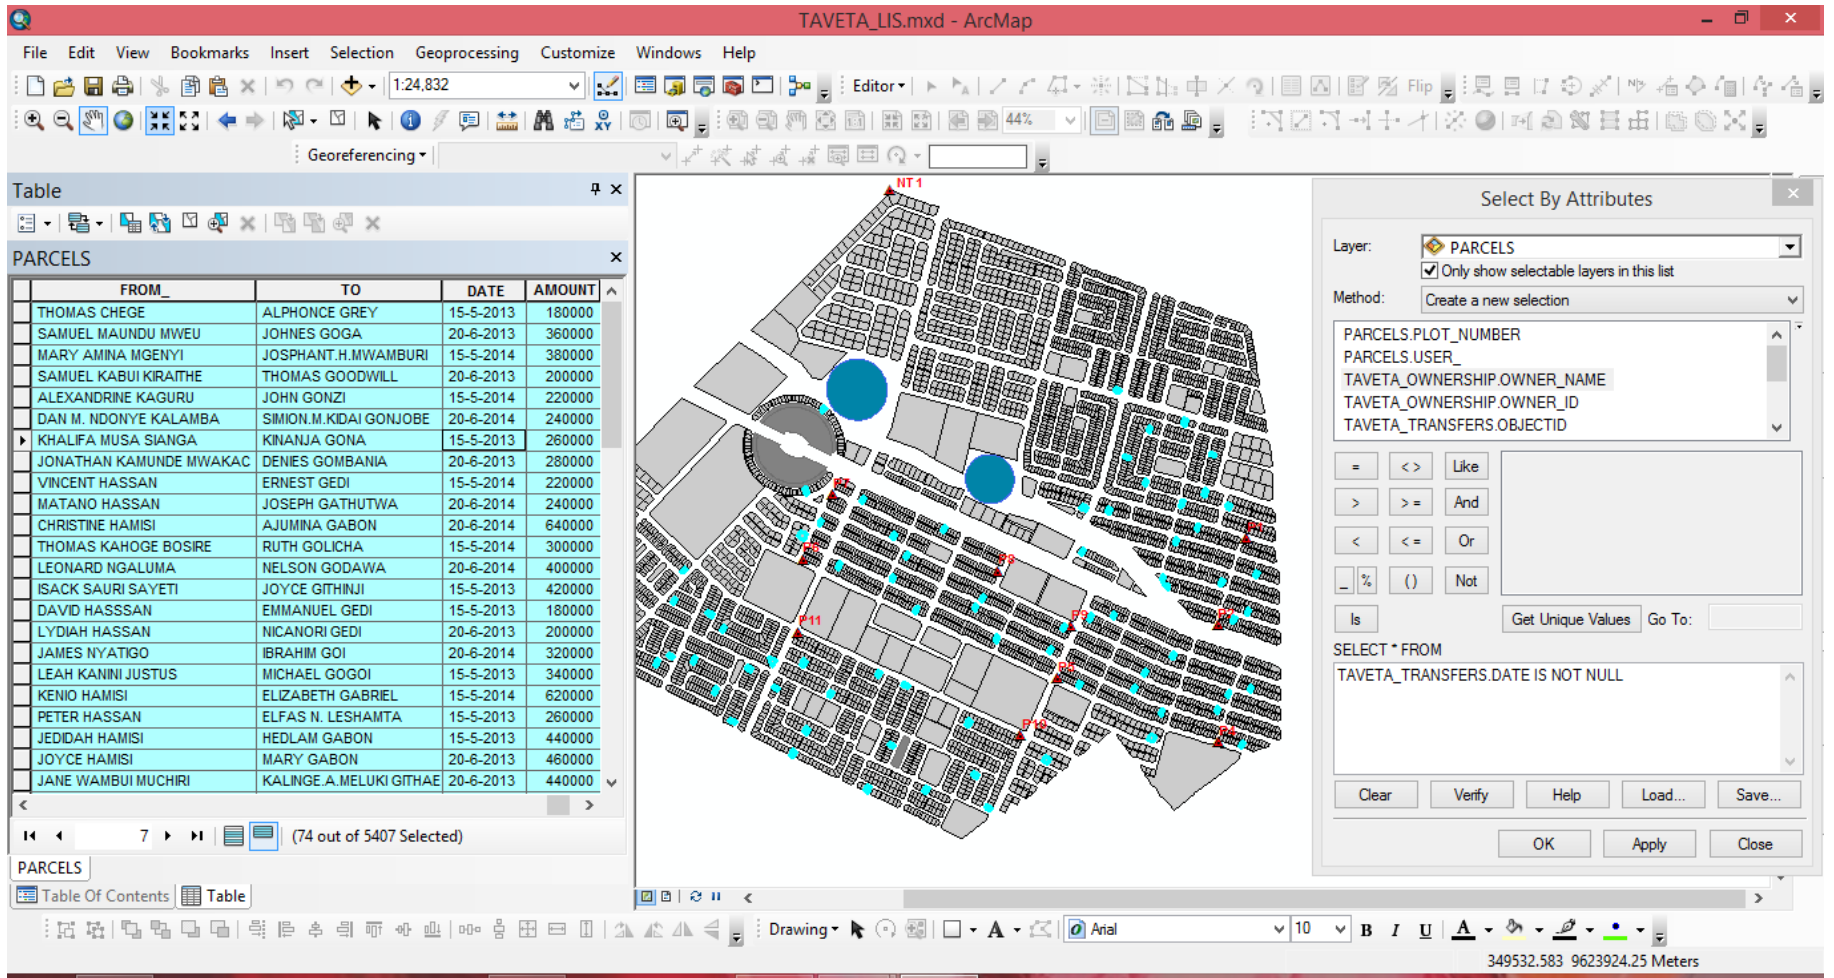 TAVETA_LIS.mxd - ArcMap
File Edit View Bookmarks Insert Selection Geoprocessing Customize Windows Help
1:24,832
Editor
Flip
44%
Georeferencing
Table
PARCELS
FROM_ TO DATE AMOUNT
THOMAS CHEGE ALPHONCE GREY 15-5-2013 180000
SAMUEL MAUNDU MWEU JOHNES GOGA 20-6-2013 360000
MARY AMINA MGENYI JOSPHANT.H.MWAMBURI 15-5-2014 380000
SAMUEL KABUI KIRAITHE THOMAS GOODWILL 20-6-2013 200000
ALEXANDRINE KAGURU JOHN GONZI 15-5-2014 220000
DAN M. NDONYE KALAMBA SIMION.M.KIDAI GONJOBE 20-6-2014 240000
KHALIFA MUSA SIANGA KINANJA GONA 15-5-2013 260000
JONATHAN KAMUNDE MWAKAC DENIES GOMBANIA 20-6-2013 280000
VINCENT HASSAN ERNEST GEDI 15-5-2014 220000
MATANO HASSAN JOSEPH GATHUTWA 20-6-2014 240000
CHRISTINE HAMISI AJUMINA GABON 20-6-2014 640000
THOMAS KAHOGE BOSIRE RUTH GOLICHA 15-5-2014 300000
LEONARD NGALUMA NELSON GODAWA 20-6-2014 400000
ISACK SAURI SAYETI JOYCE GITHINJI 15-5-2013 420000
DAVID HASSSAN EMMANUEL GEDI 15-5-2013 180000
LYDIAH HASSAN NICANORI GEDI 20-6-2013 200000
JAMES NYATIGO IBRAHIM GOI 20-6-2014 320000
LEAH KANINI JUSTUS MICHAEL GOGOI 15-5-2013 340000
KENIO HAMISI ELIZABETH GABRIEL 15-5-2014 620000
PETER HASSAN ELFAS N. LESHAMTA 15-5-2013 260000
JEDIDAH HAMISI HEDLAM GABON 15-5-2013 440000
JOYCE HAMISI MARY GABON 20-6-2013 460000
JANE WAMBUI MUCHIRI KALINGE.A.MELUKI GITHAE 20-6-2013 440000
7 (74 out of 5407 Selected)
PARCELS
Table Of Contents Table
NT 1
P11
P9
P10
Select By Attributes
Layer: PARCELS
Only show selectable layers in this list
Method: Create a new selection
PARCELS.PLOT_NUMBER
PARCELS.USER_
TAVETA_OWNERSHIP.OWNER_NAME
TAVETA_OWNERSHIP.OWNER_ID
TAVETA_TRANSFERS.OBJECTID
= <> Like
> >= And
< <= Or
_ % () Not
Is Get Unique Values Go To:
SELECT * FROM
TAVETA_TRANSFERS.DATE IS NOT NULL
Clear Verify Help Load... Save...
OK Apply Close
Drawing A Arial 10 B I U A
349532.583 9623924.25 Meters